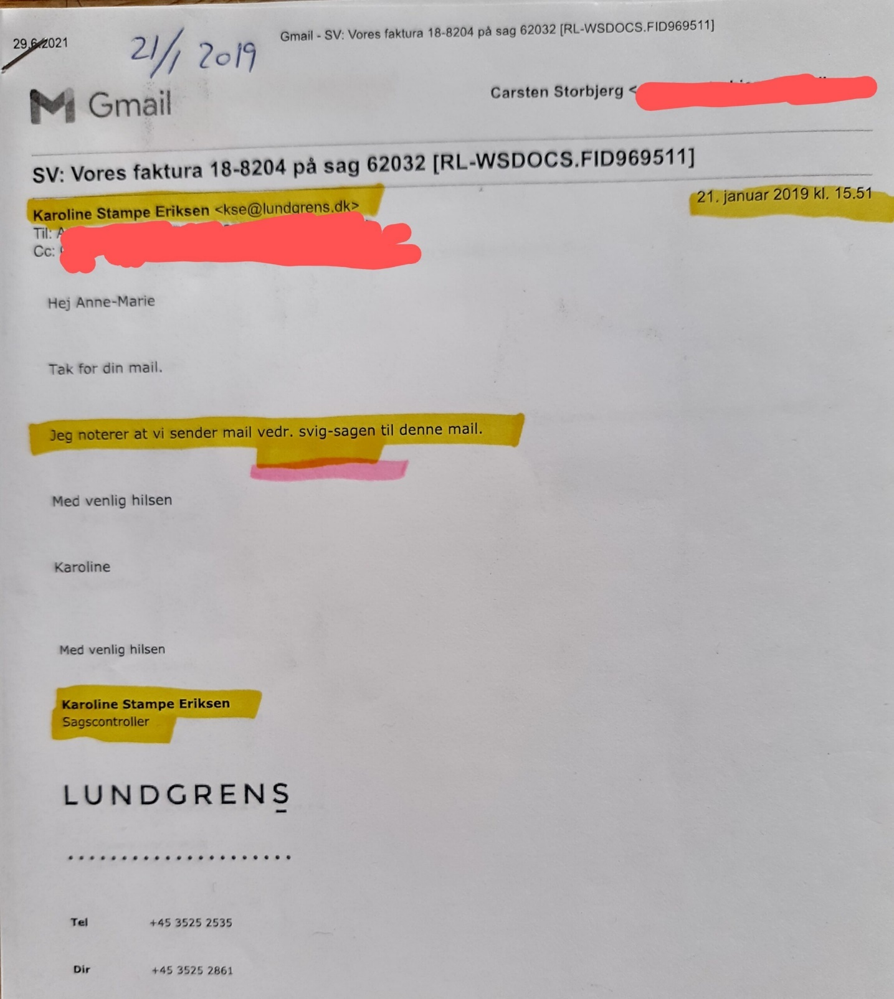 29.6.2021
21/1 2019
Gmail - SV: Vores faktura 18-8204 på sag 62032 [RL-WSDOCS.FID969511]
Gmail
Carsten Storbjerg <
SV: Vores faktura 18-8204 på sag 62032 [RL-WSDOCS.FID969511]
Karoline Stampe Eriksen <kse@lundgrens.dk>
21. januar 2019 kl. 15.51
Til: A
Cc:
Hej Anne-Marie
Tak for din mail.
Jeg noterer at vi sender mail vedr. svig-sagen til denne mail.
Med venlig hilsen
Karoline
Med venlig hilsen
Karoline Stampe Eriksen
Sagscontroller
LUNDGRENS
Tel +45 3525 2535
Dir +45 3525 2861